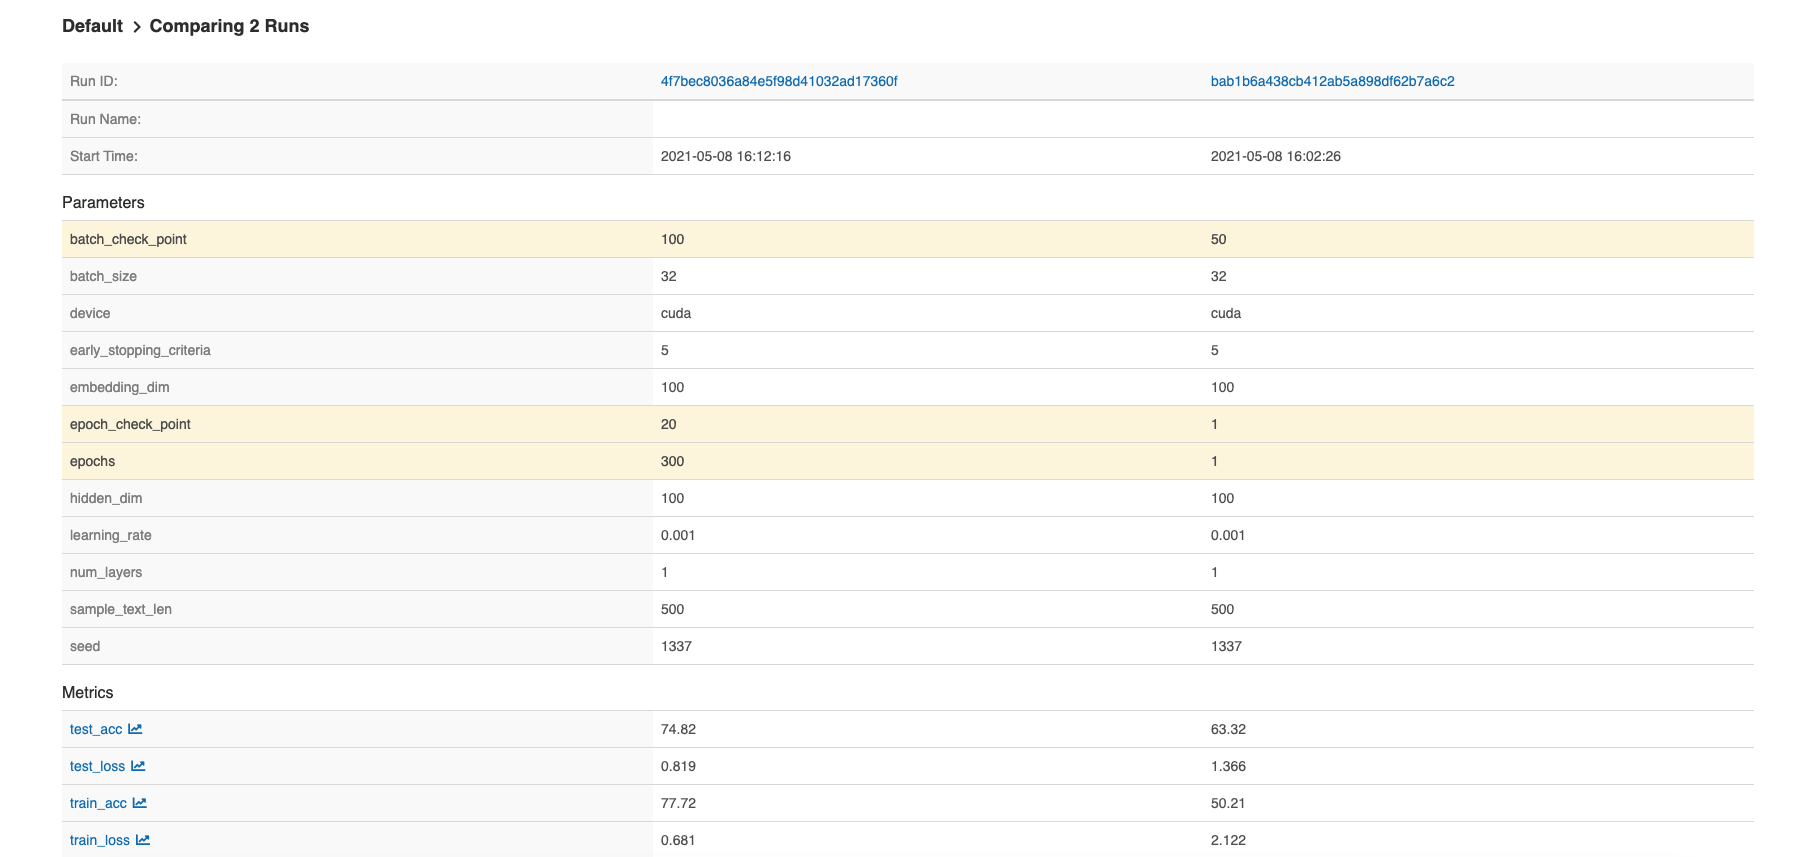 Default > Comparing 2 Runs
Run ID: 4f7bec8036a84e5f98d41032ad17360f bab1b6a438cb412ab5a898df62b7a6c2
Run Name:
Start Time: 2021-05-08 16:12:16 2021-05-08 16:02:26
Parameters
batch_check_point 100 50
batch_size 32 32
device cuda cuda
early_stopping_criteria 5 5
embedding_dim 100 100
epoch_check_point 20 1
epochs 300 1
hidden_dim 100 100
learning_rate 0.001 0.001
num_layers 1 1
sample_text_len 500 500
seed 1337 1337
Metrics
test_acc 74.82 63.32
test_loss 0.819 1.366
train_acc 77.72 50.21
train_loss 0.681 2.122